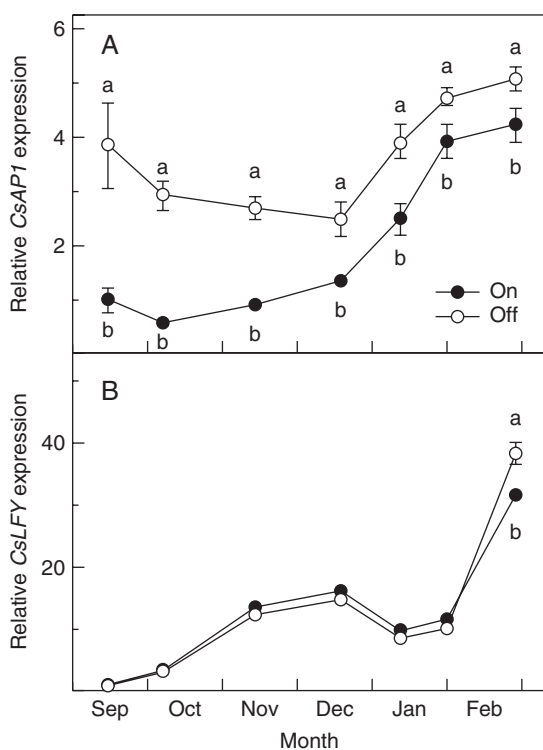 6
A
a
a
a
a
a
a
a
4
2
b
b
b
b
b
b
b
On
Off
Relative CsAP1 expression
B
a
40
b
20
Relative CsLFY expression
Sep Oct Nov Dec Jan Feb
Month